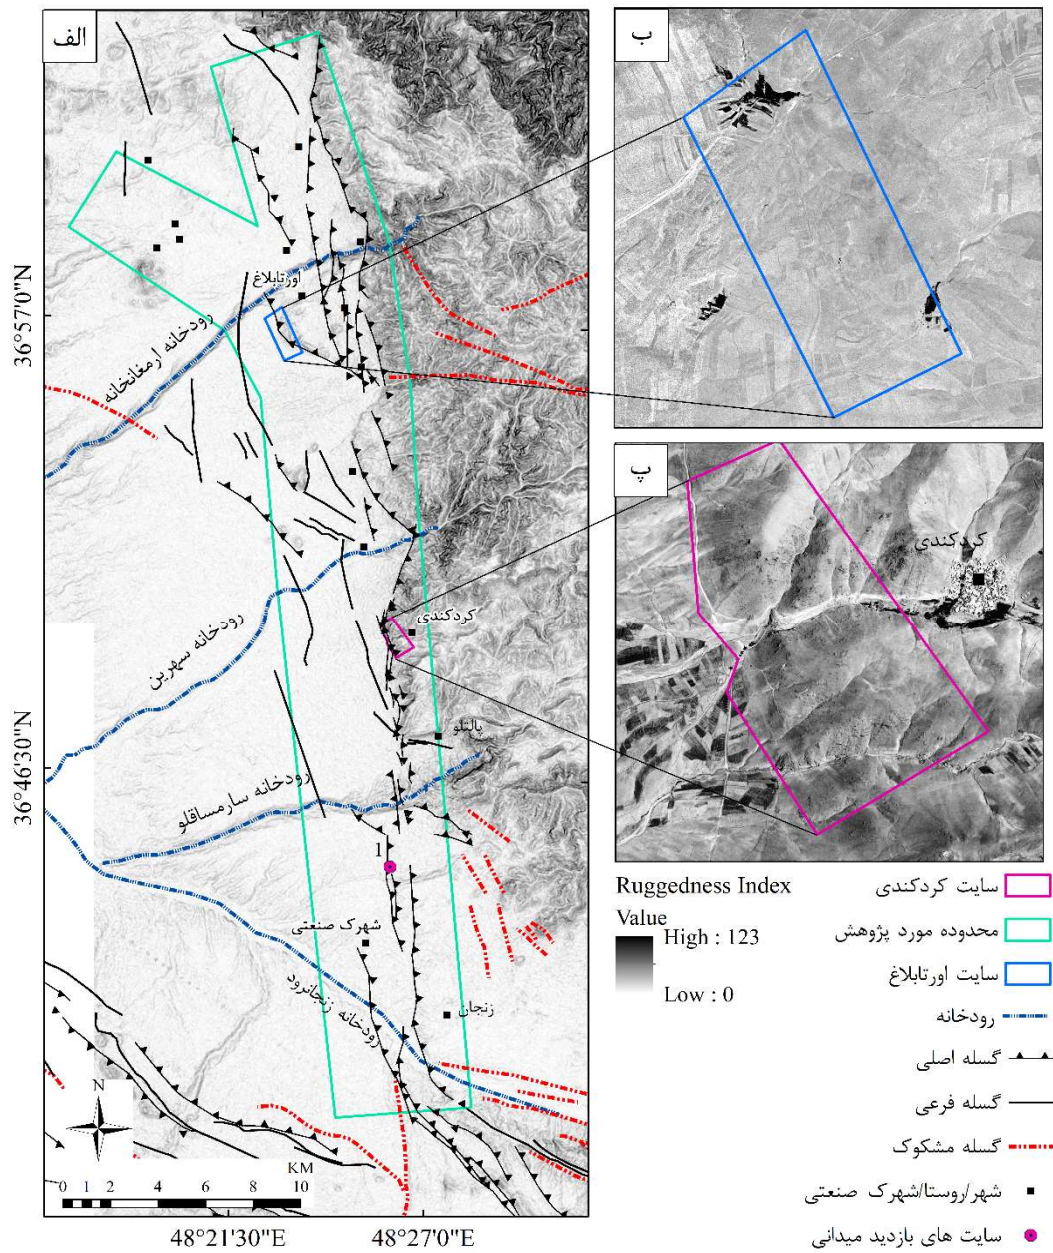 الف
اورتابلاغ
رودخانه ارمغانخانه
رودخانه سهرین
کردکندی
پالتلو
رودخانه سارمساقلو
1
شهرک صنعتی
رودخانه زنجانرود
زنجان
36°57'0"N
36°46'30"N
N
KM
0 1 2 4 6 8 10
48°21'30"E
48°27'0"E
ب
پ
کردکندی
Ruggedness Index
Value
High : 123
Low : 0
سایت کردکندی
محدوده مورد پژوهش
سایت اورتابلاغ
رودخانه
گسله اصلی
گسله فرعی
گسله مشکوک
شهر/روستا/شهرک صنعتی
سایت های بازدید میدانی